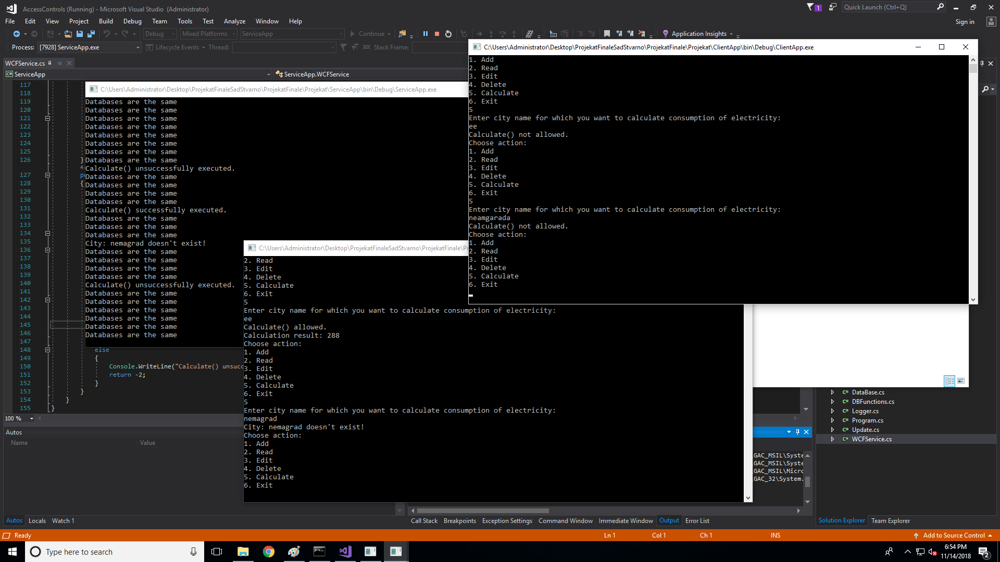 AccessControls (Running) - Microsoft Visual Studio (Administrator)
1
Quick Launch (Ctrl+Q)
File Edit View Project Build Debug Team Tools Test Analyze Window Help
Sign in
Debug Mixed Platforms ServiceApp Continue Application Insights
Process: [7928] ServiceApp.exe Lifecycle Events Thread: Stack Frame:
WCFService.cs
ServiceApp ServiceApp.WCFService
117
118
119
120
121
122
123
124
125
126 }
127
128 {
129
130
131
132
133
134
135
136
137
138
139
140
141
142
143
144
145
146
147
148 else
149 {
150 Console.WriteLine("Calculate() unsucc
151 return -2;
152 }
153 }
154 }
155 }
100 %
C:\Users\Administrator\Desktop\ProjekatFinaleSadStvarno\ProjekatFinale\Projekat\ServiceApp\bin\Debug\ServiceApp.exe
Databases are the same
Databases are the same
Databases are the same
Databases are the same
Databases are the same
Databases are the same
Databases are the same
Databases are the same
Calculate() unsuccessfully executed.
Databases are the same
Databases are the same
Databases are the same
Databases are the same
Calculate() successfully executed.
Databases are the same
Databases are the same
Databases are the same
City: nemagrad doesn't exist!
Databases are the same
Databases are the same
Databases are the same
Databases are the same
Calculate() unsuccessfully executed.
Databases are the same
Databases are the same
Databases are the same
Databases are the same
Databases are the same
Databases are the same
C:\Users\Administrator\Desktop\ProjekatFinaleSadStvarno\ProjekatFinale\P
2. Read
3. Edit
4. Delete
5. Calculate
6. Exit
5
Enter city name for which you want to calculate consumption of electricity:
ee
Calculate() allowed.
Calculation result: 288
Choose action:
1. Add
2. Read
3. Edit
4. Delete
5. Calculate
6. Exit
5
Enter city name for which you want to calculate consumption of electricity:
nemagrad
City: nemagrad doesn't exist!
Choose action:
1. Add
2. Read
3. Edit
4. Delete
5. Calculate
6. Exit
C:\Users\Administrator\Desktop\ProjekatFinaleSadStvarno\ProjekatFinale\Projekat\ClientApp\bin\Debug\ClientApp.exe
1. Add
2. Read
3. Edit
4. Delete
5. Calculate
6. Exit
5
Enter city name for which you want to calculate consumption of electricity:
ee
Calculate() not allowed.
Choose action:
1. Add
2. Read
3. Edit
4. Delete
5. Calculate
6. Exit
5
Enter city name for which you want to calculate consumption of electricity:
neamgarada
Calculate() not allowed.
Choose action:
1. Add
2. Read
3. Edit
4. Delete
5. Calculate
6. Exit
C# DataBase.cs
C# DBFunctions.cs
C# Logger.cs
C# Program.cs
C# Update.cs
C# WCFService.cs
Autos
Name Value
GAC_MSIL\Syste
GAC_MSIL\Syste
GAC_MSIL\Micro
GAC_32\System.
Autos Locals Watch 1
Call Stack Breakpoints Exception Settings Command Window Immediate Window Output Error List
Solution Explorer Team Explorer
Ready Ln 1 Col 1 Ch 1 INS Add to Source Control
Type here to search
6:54 PM
11/14/2018
2